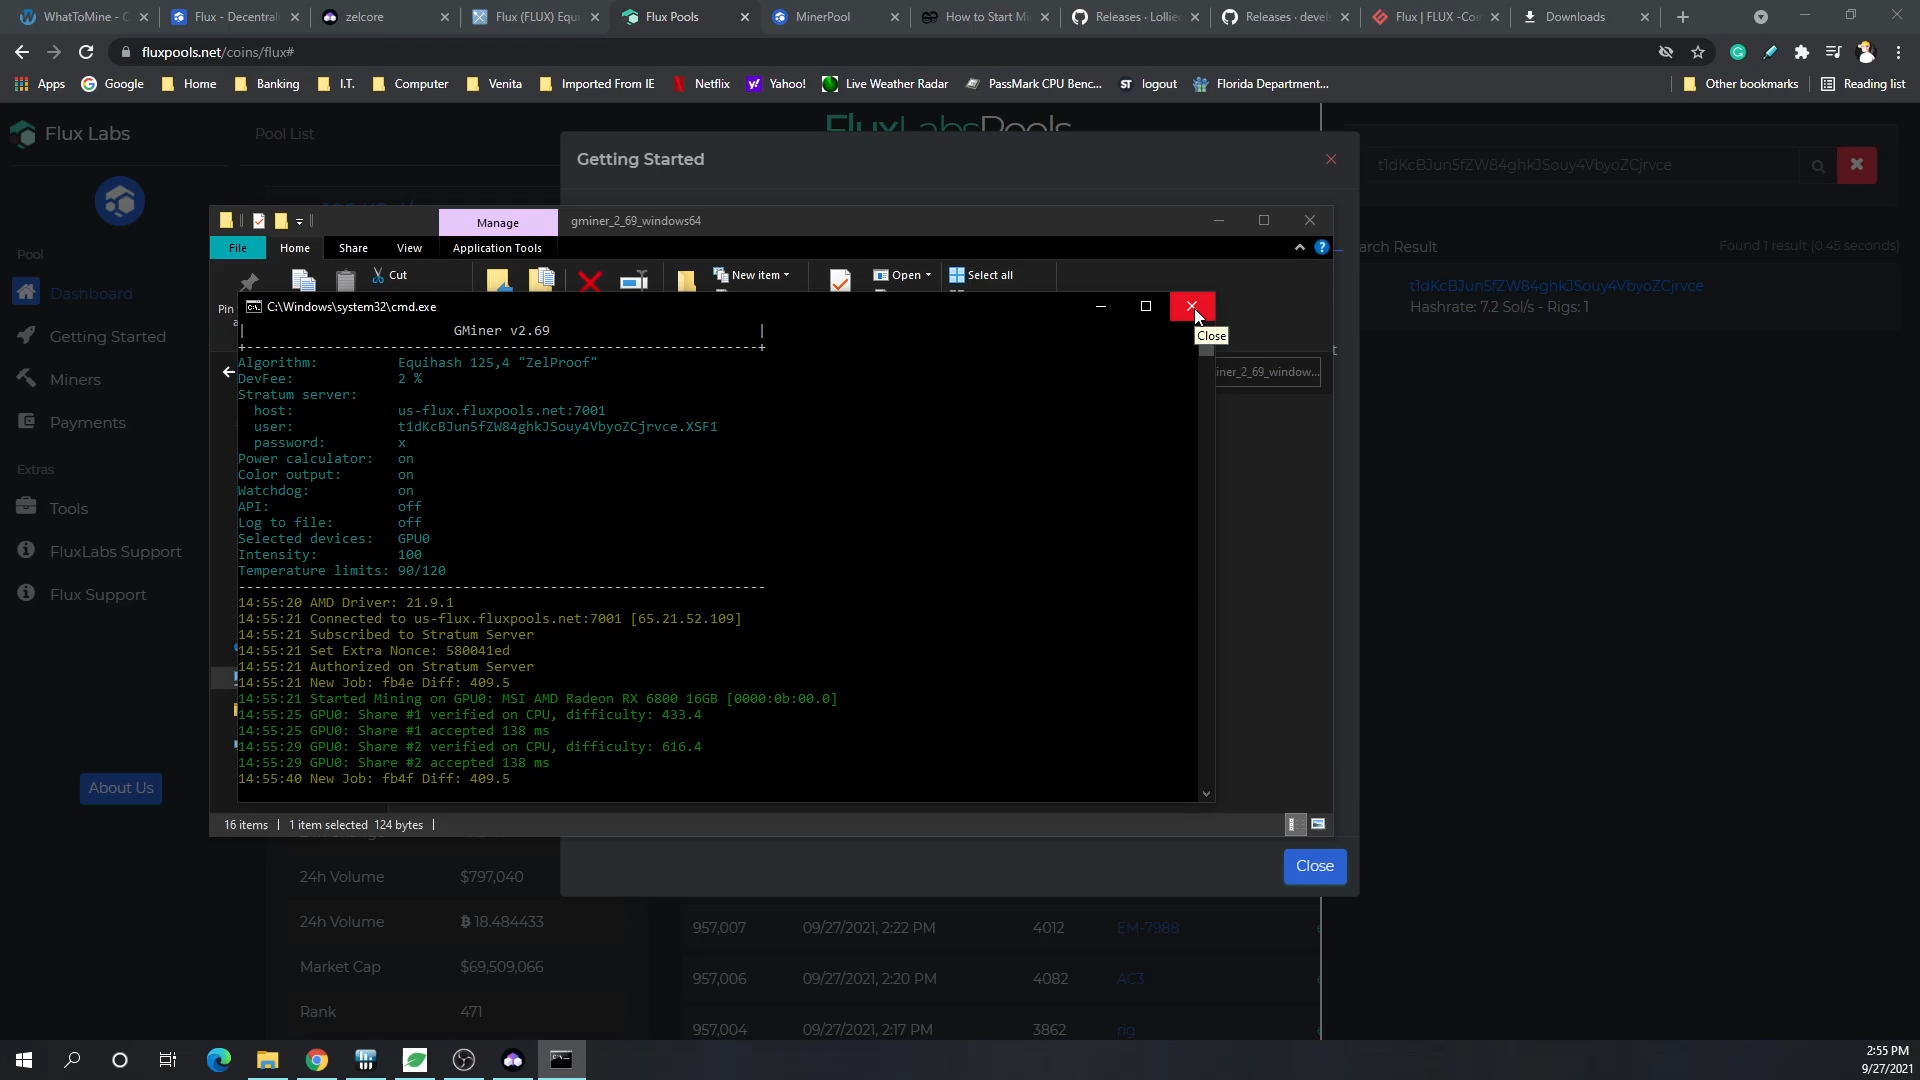 WhatToMine - C
Flux - Decentrali
zelcore
Flux (FLUX) Equi
Flux Pools
MinerPool
How to Start Mi
Releases · Lollie
Releases · devel
Flux | FLUX -Coi
Downloads
fluxpools.net/coins/flux#
Apps
Google
Home
Banking
I.T.
Computer
Venita
Imported From IE
Netflix
Yahoo!
Live Weather Radar
PassMark CPU Benc...
logout
Florida Department...
Other bookmarks
Reading list
Flux Labs
Pool List
FluxLabsPools
Getting Started
t1dKcBJun5fZW84ghkJSouy4VbyoZCjrvce
Pool
Dashboard
Getting Started
Miners
Payments
Extras
Tools
FluxLabs Support
Flux Support
About Us
arch Result
Found 1 result (0.45 seconds)
t1dKcBJun5fZW84ghkJSouy4VbyoZCjrvce
Hashrate: 7.2 Sol/s - Rigs: 1
Manage
gminer_2_69_windows64
File
Home
Share
View
Application Tools
Cut
New item
Open
Select all
Pin
iner_2_69_window...
C:\Windows\system32\cmd.exe
Close
| GMiner v2.69 |
+----------------------------------------------------------------+
Algorithm: Equihash 125,4 "ZelProof"
DevFee: 2 %
Stratum server:
host: us-flux.fluxpools.net:7001
user: t1dKcBJun5fZW84ghkJSouy4VbyoZCjrvce.XSF1
password: x
Power calculator: on
Color output: on
Watchdog: on
API: off
Log to file: off
Selected devices: GPU0
Intensity: 100
Temperature limits: 90/120
------------------------------------------------------------------
14:55:20 AMD Driver: 21.9.1
14:55:21 Connected to us-flux.fluxpools.net:7001 [65.21.52.109]
14:55:21 Subscribed to Stratum Server
14:55:21 Set Extra Nonce: 580041ed
14:55:21 Authorized on Stratum Server
14:55:21 New Job: fb4e Diff: 409.5
14:55:21 Started Mining on GPU0: MSI AMD Radeon RX 6800 16GB [0000:0b:00.0]
14:55:25 GPU0: Share #1 verified on CPU, difficulty: 433.4
14:55:25 GPU0: Share #1 accepted 138 ms
14:55:29 GPU0: Share #2 verified on CPU, difficulty: 616.4
14:55:29 GPU0: Share #2 accepted 138 ms
14:55:40 New Job: fb4f Diff: 409.5
16 items
1 item selected 124 bytes
Close
24h Volume $797,040
24h Volume ฿ 18.484433
Market Cap $69,509,066
Rank 471
957,007 09/27/2021, 2:22 PM 4012 EM-7988
957,006 09/27/2021, 2:20 PM 4082 AC3
957,004 09/27/2021, 2:17 PM 3862 rig
2:55 PM
9/27/2021